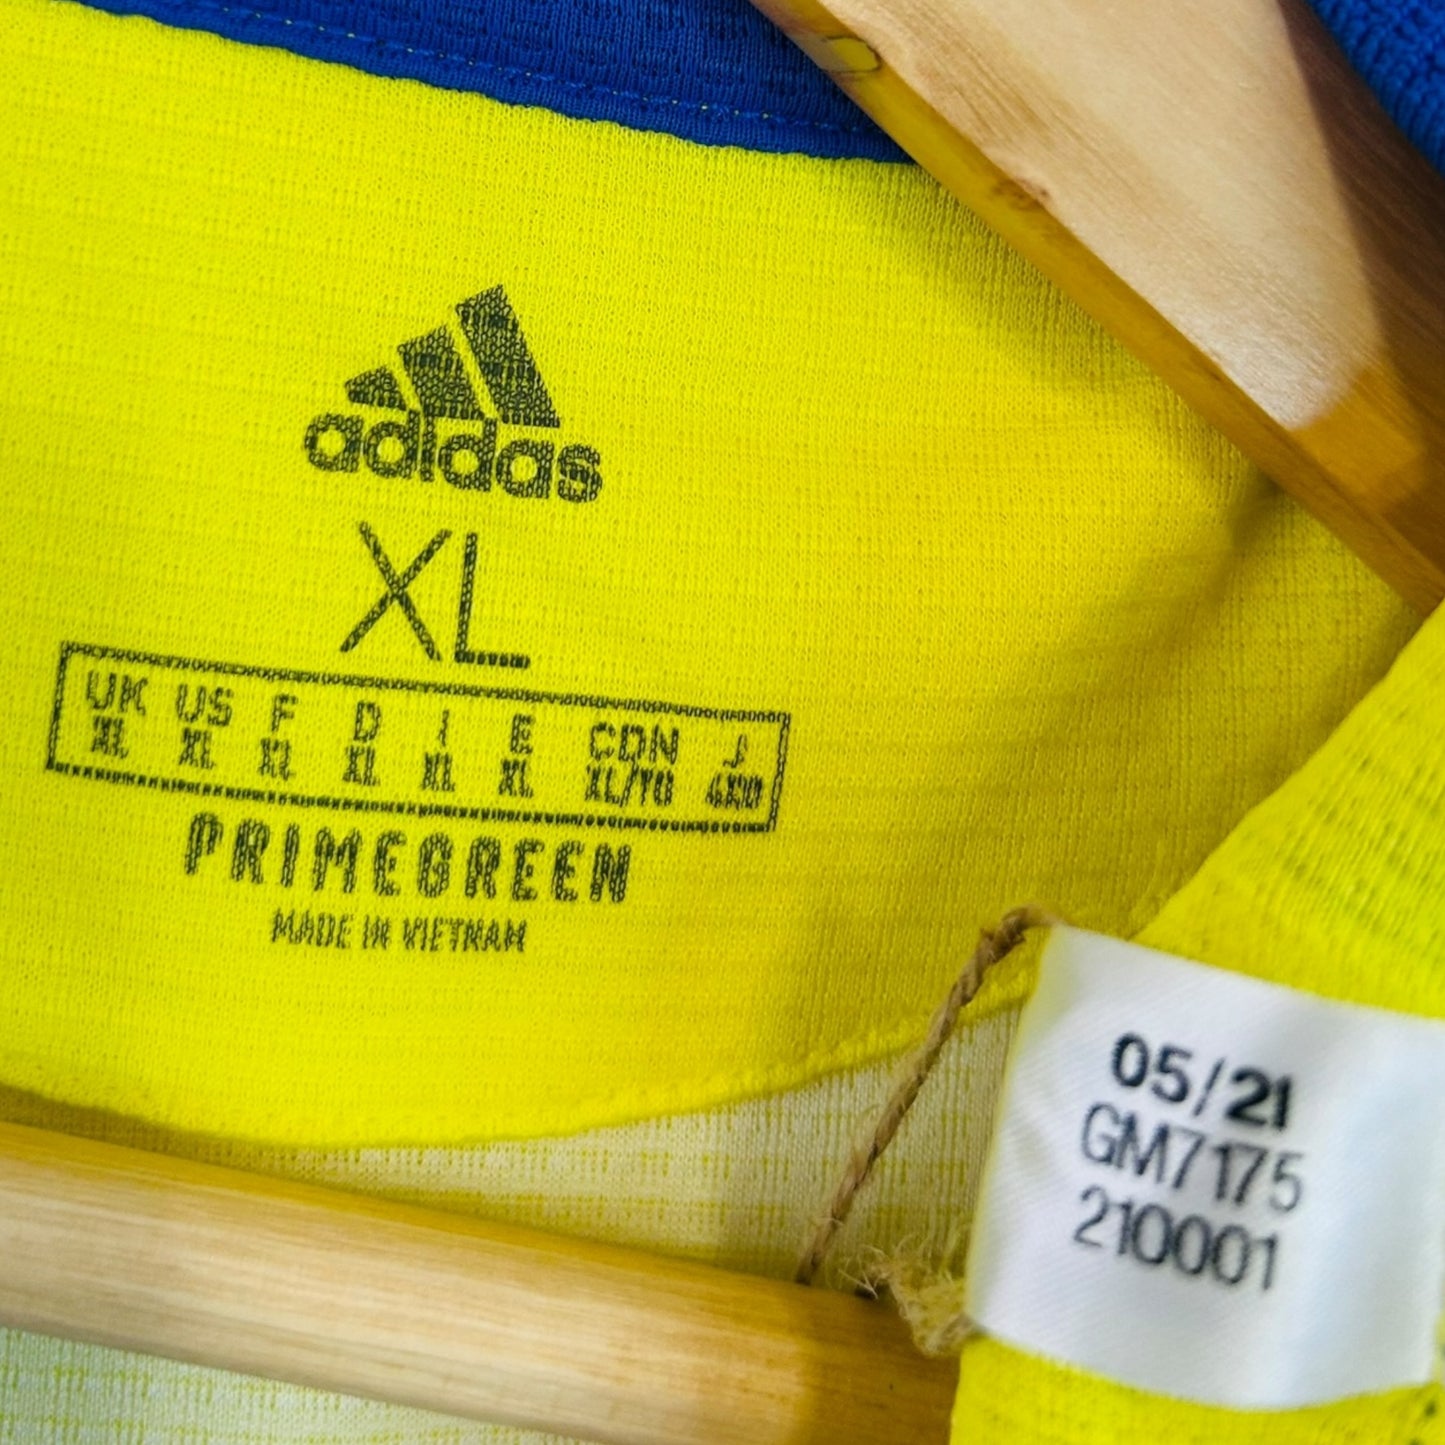 adidas
XL
UK US F D I E CDN J
XL XL XL XL XL XL XL/TG 4XO
PRIMEGREEN
MADE IN VIETNAM
05/21
GM7175
210001